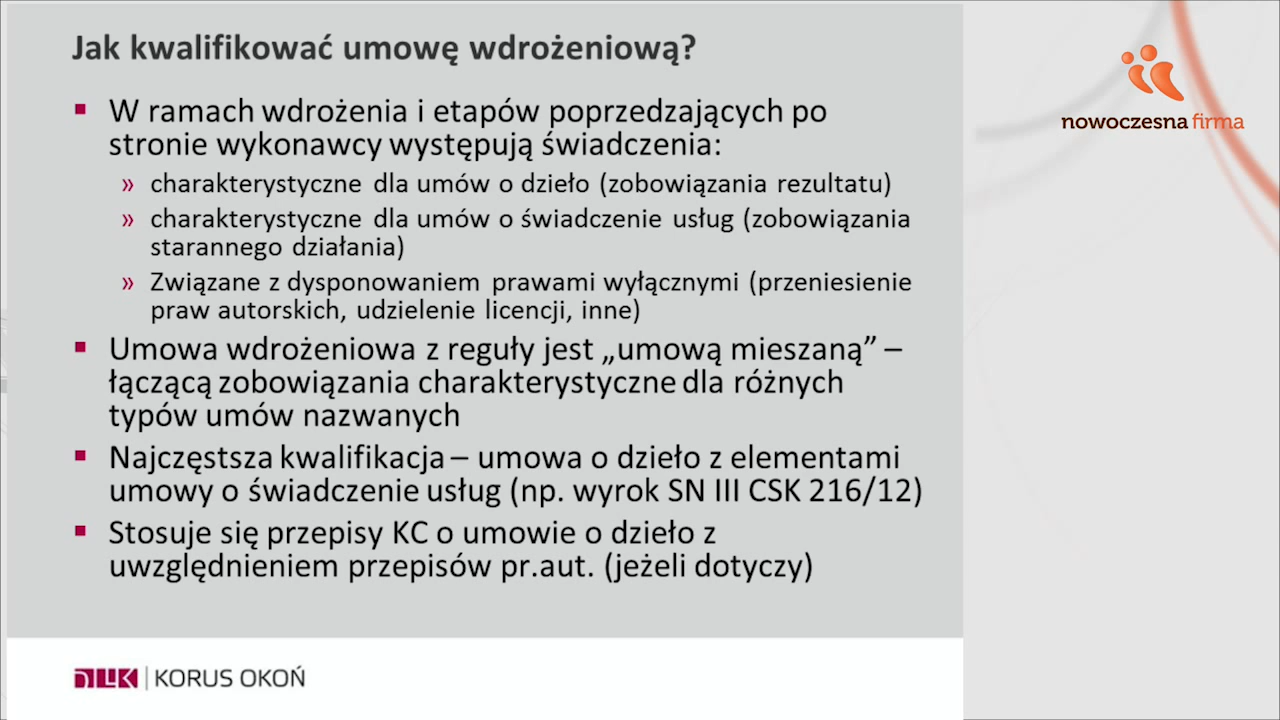 Jak kwalifikować umowę wdrożeniową?
W ramach wdrożenia i etapów poprzedzających po
stronie wykonawcy występują świadczenia:
» charakterystyczne dla umów o dzieło (zobowiązania rezultatu)
» charakterystyczne dla umów o świadczenie usług (zobowiązania
starannego działania)
» Związane z dysponowaniem prawami wyłącznymi (przeniesienie
praw autorskich, udzielenie licencji, inne)
Umowa wdrożeniowa z reguły jest „umową mieszaną” –
łączącą zobowiązania charakterystyczne dla różnych
typów umów nazwanych
Najczęstsza kwalifikacja – umowa o dzieło z elementami
umowy o świadczenie usług (np. wyrok SN III CSK 216/12)
Stosuje się przepisy KC o umowie o dzieło z
uwzględnieniem przepisów pr.aut. (jeżeli dotyczy)
KORUS OKOŃ
nowoczesna firma